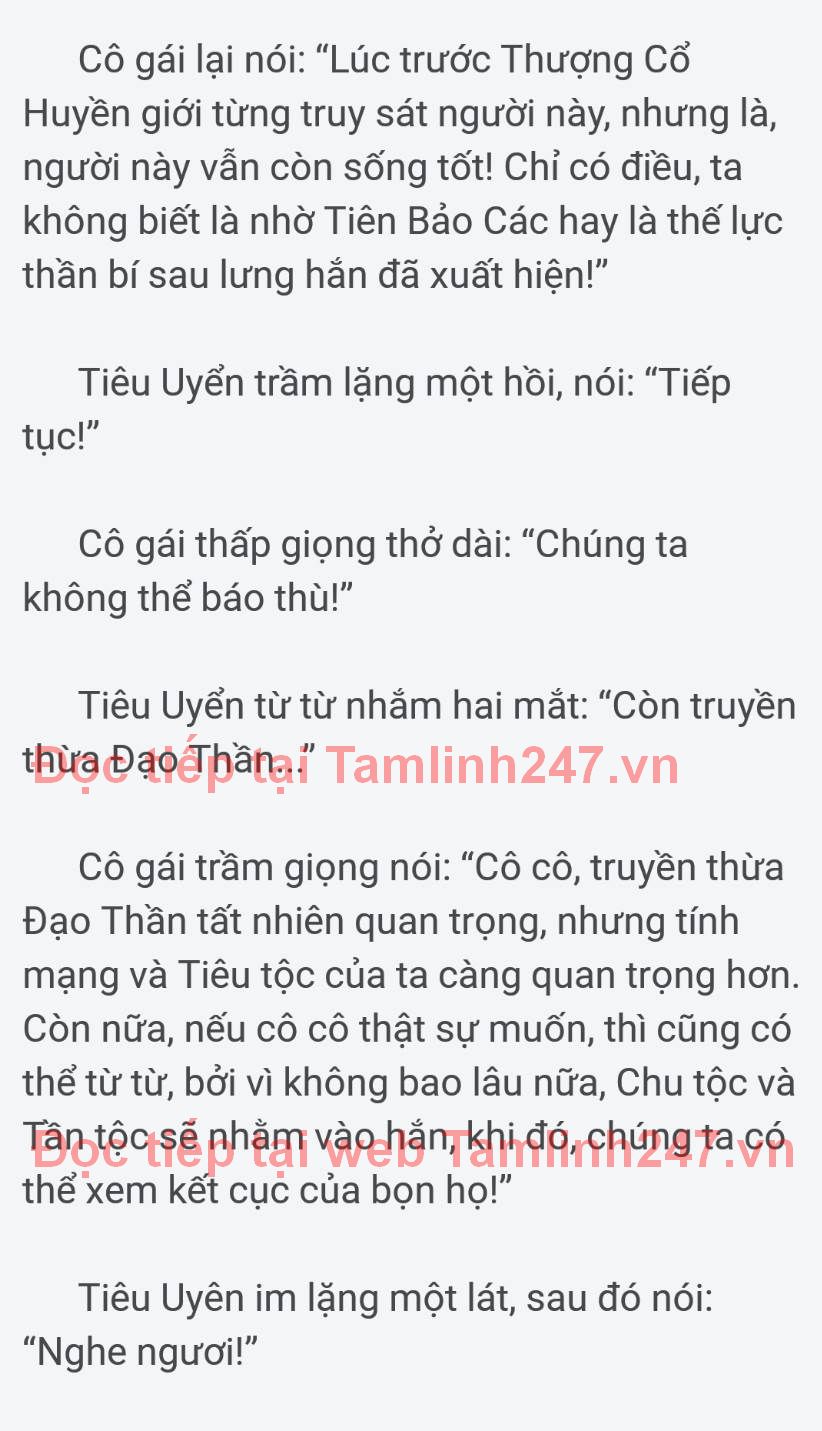 Cô gái lại nói: “Lúc trước Thượng Cổ
Huyền giới từng truy sát người này, nhưng là,
người này vẫn còn sống tốt! Chỉ có điều, ta
không biết là nhờ Tiên Bảo Các hay là thế lực
thần bí sau lưng hắn đã xuất hiện!”
Tiêu Uyển trầm lặng một hồi, nói: “Tiếp
tục!”
Cô gái thấp giọng thở dài: “Chúng ta
không thể báo thù!”
Tiêu Uyển từ từ nhắm hai mắt: “Còn truyền
thừa Đạo Thần...”
Đọc tiếp tại Tamlinh247.vn
Cô gái trầm giọng nói: “Cô cô, truyền thừa
Đạo Thần tất nhiên quan trọng, nhưng tính
mạng và Tiêu tộc của ta càng quan trọng hơn.
Còn nữa, nếu cô cô thật sự muốn, thì cũng có
thể từ từ, bởi vì không bao lâu nữa, Chu tộc và
Tần tộc sẽ nhằm vào hắn, khi đó, chúng ta có
Đọc tiếp tại web Tamlinh247.vn
thể xem kết cục của bọn họ!”
Tiêu Uyên im lặng một lát, sau đó nói:
“Nghe ngươi!”